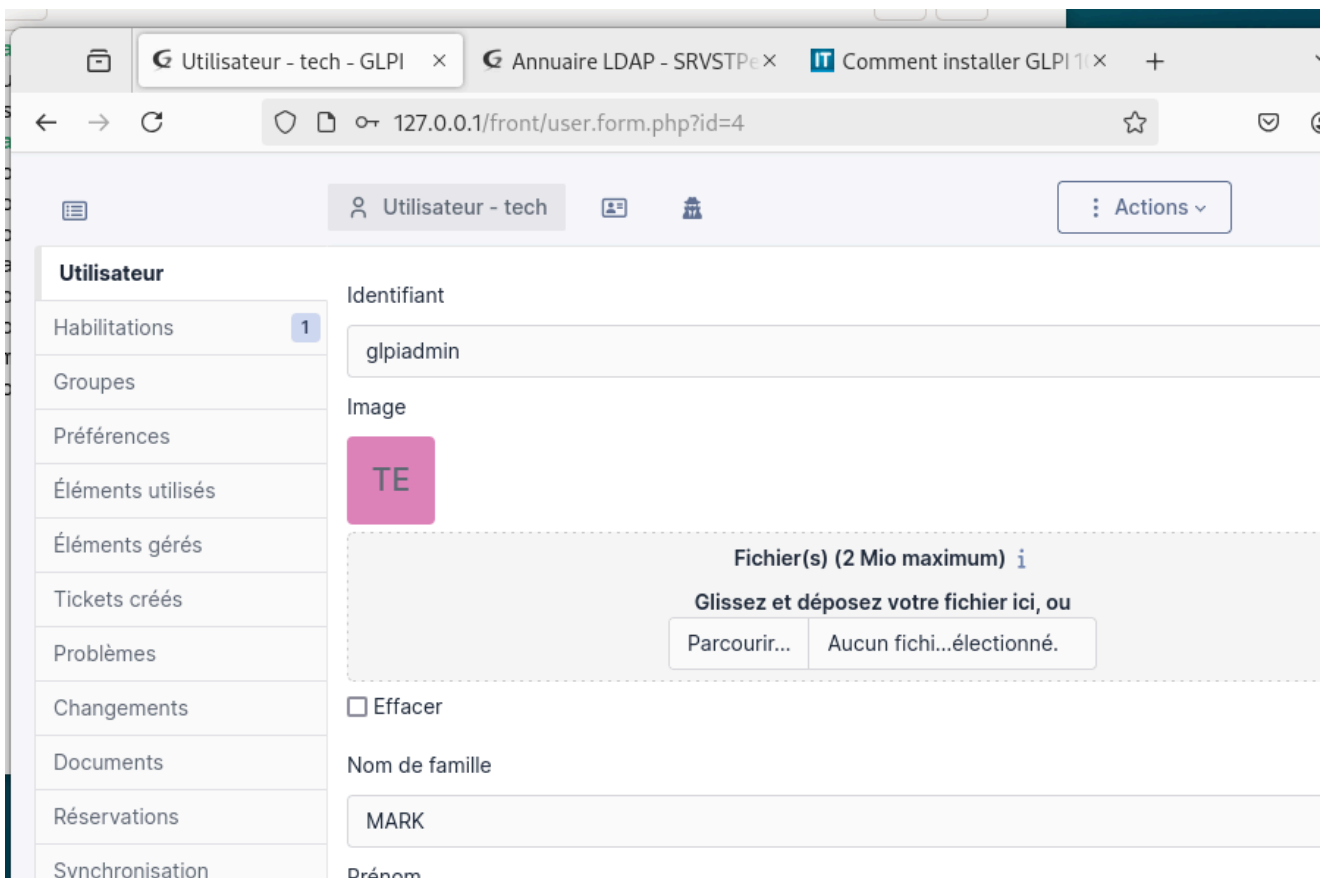 Utilisateur - tech - GLPI
Annuaire LDAP - SRVSTPe
Comment installer GLPI 1
127.0.0.1/front/user.form.php?id=4
Utilisateur - tech
Actions
Utilisateur
Identifiant
Habilitations 1
glpiadmin
Groupes
Image
Préférences
TE
Éléments utilisés
Éléments gérés
Fichier(s) (2 Mio maximum) i
Tickets créés
Glissez et déposez votre fichier ici, ou
Parcourir... Aucun fichi...électionné.
Problèmes
Changements
Effacer
Documents
Nom de famille
Réservations
MARK
Synchronisation
Prénom